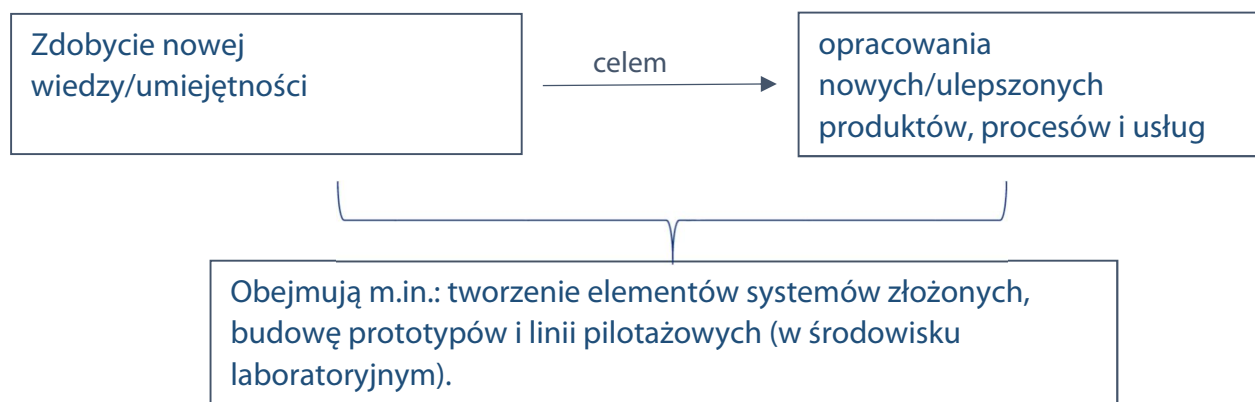 Zdobycie nowej
wiedzy/umiejętności
celem
opracowania
nowych/ulepszonych
produktów, procesów i usług
Obejmują m.in.: tworzenie elementów systemów złożonych,
budowę prototypów i linii pilotażowych (w środowisku
laboratoryjnym).